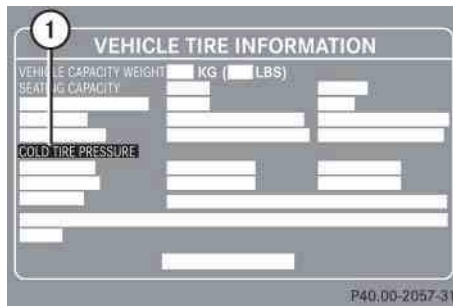 1
VEHICLE TIRE INFORMATION
VEHICLE CAPACITY WEIGHT KG ( LBS)
SEATING CAPACITY
COLD TIRE PRESSURE
P40.00-2057-31